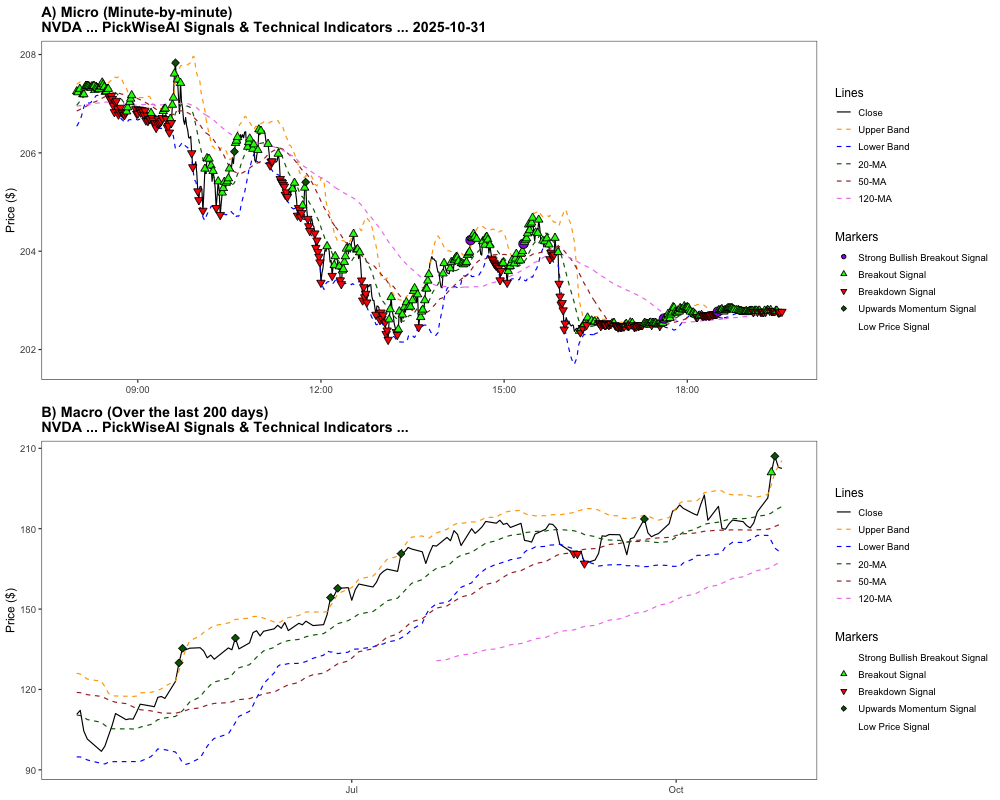 A) Micro (Minute-by-minute)
NVDA ... PickWiseAI Signals & Technical Indicators ... 2025-10-31
Price ($)
208
206
204
202
09:00
12:00
15:00
18:00
Lines
Close
Upper Band
Lower Band
20-MA
50-MA
120-MA
Markers
Strong Bullish Breakout Signal
Breakout Signal
Breakdown Signal
Upwards Momentum Signal
Low Price Signal
B) Macro (Over the last 200 days)
NVDA ... PickWiseAI Signals & Technical Indicators ...
Price ($)
210
180
150
120
90
Jul
Oct
Lines
Close
Upper Band
Lower Band
20-MA
50-MA
120-MA
Markers
Strong Bullish Breakout Signal
Breakout Signal
Breakdown Signal
Upwards Momentum Signal
Low Price Signal